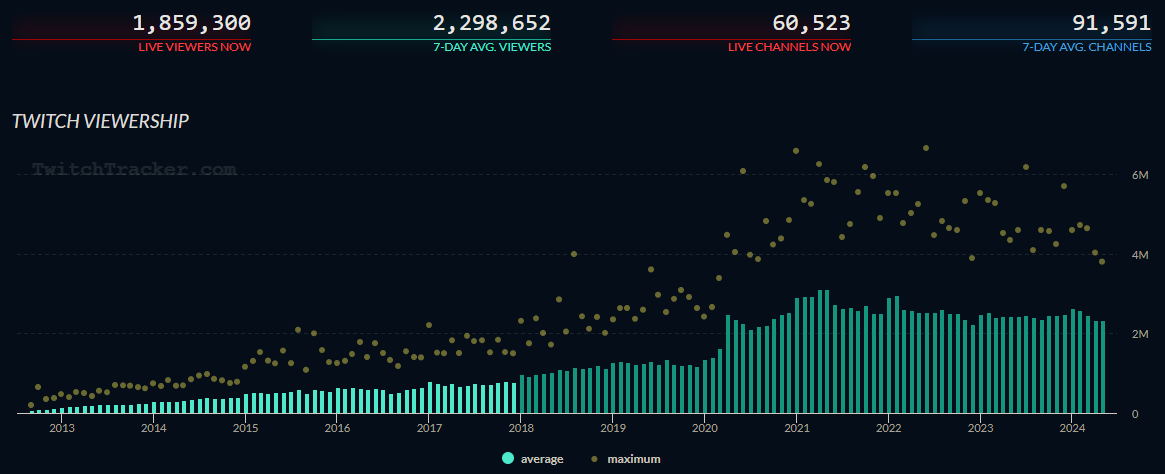 1,859,300 2,298,652 60,523 91,591
LIVE VIEWERS NOW 7-DAY AVG. VIEWERS LIVE CHANNELS NOW 7-DAY AVG. CHANNELS
TWITCH VIEWERSHIP
TwitchTracker.com
6M
4M
2M
0
2013 2014 2015 2016 2017 2018 2019 2020 2021 2022 2023 2024
average maximum